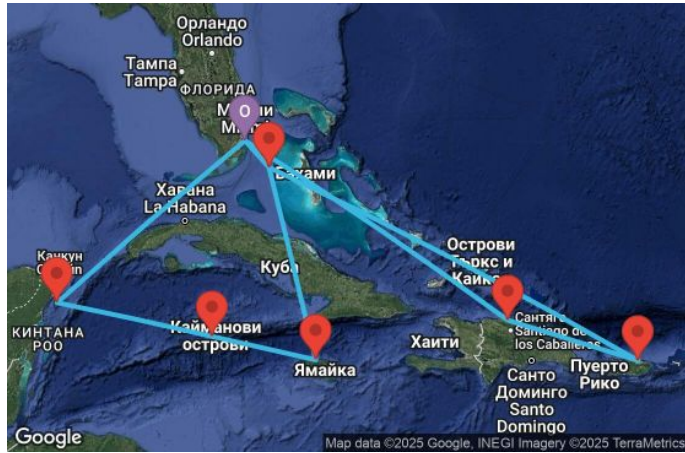 Орландо
Orlando
Тампа
Tampa
ФЛОРИДА
O
Бахами
Хавана
La Habana
Куба
КИНТАНА
РОО
Кайманови
острови
Ямайка
Острови
Търкс и
Хаити
Сантяго
Santiago de
los Caballeros
Санто
Доминго
Santo
Domingo
Пуерто
Рико
Google
Map data ©2025 Google, INEGI Imagery ©2025 TerraMetrics